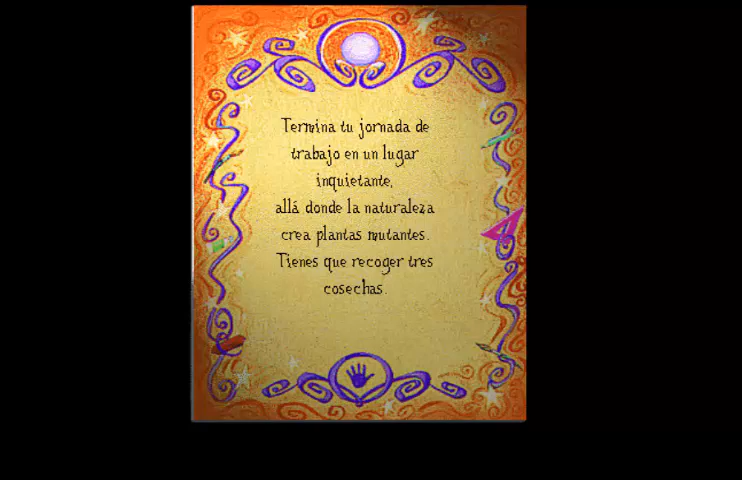 Termina tu jornada de
trabajo en un lugar
inquietante,
allá donde la naturaleza
crea plantas mutantes.
Tienes que recoger tres
cosechas.